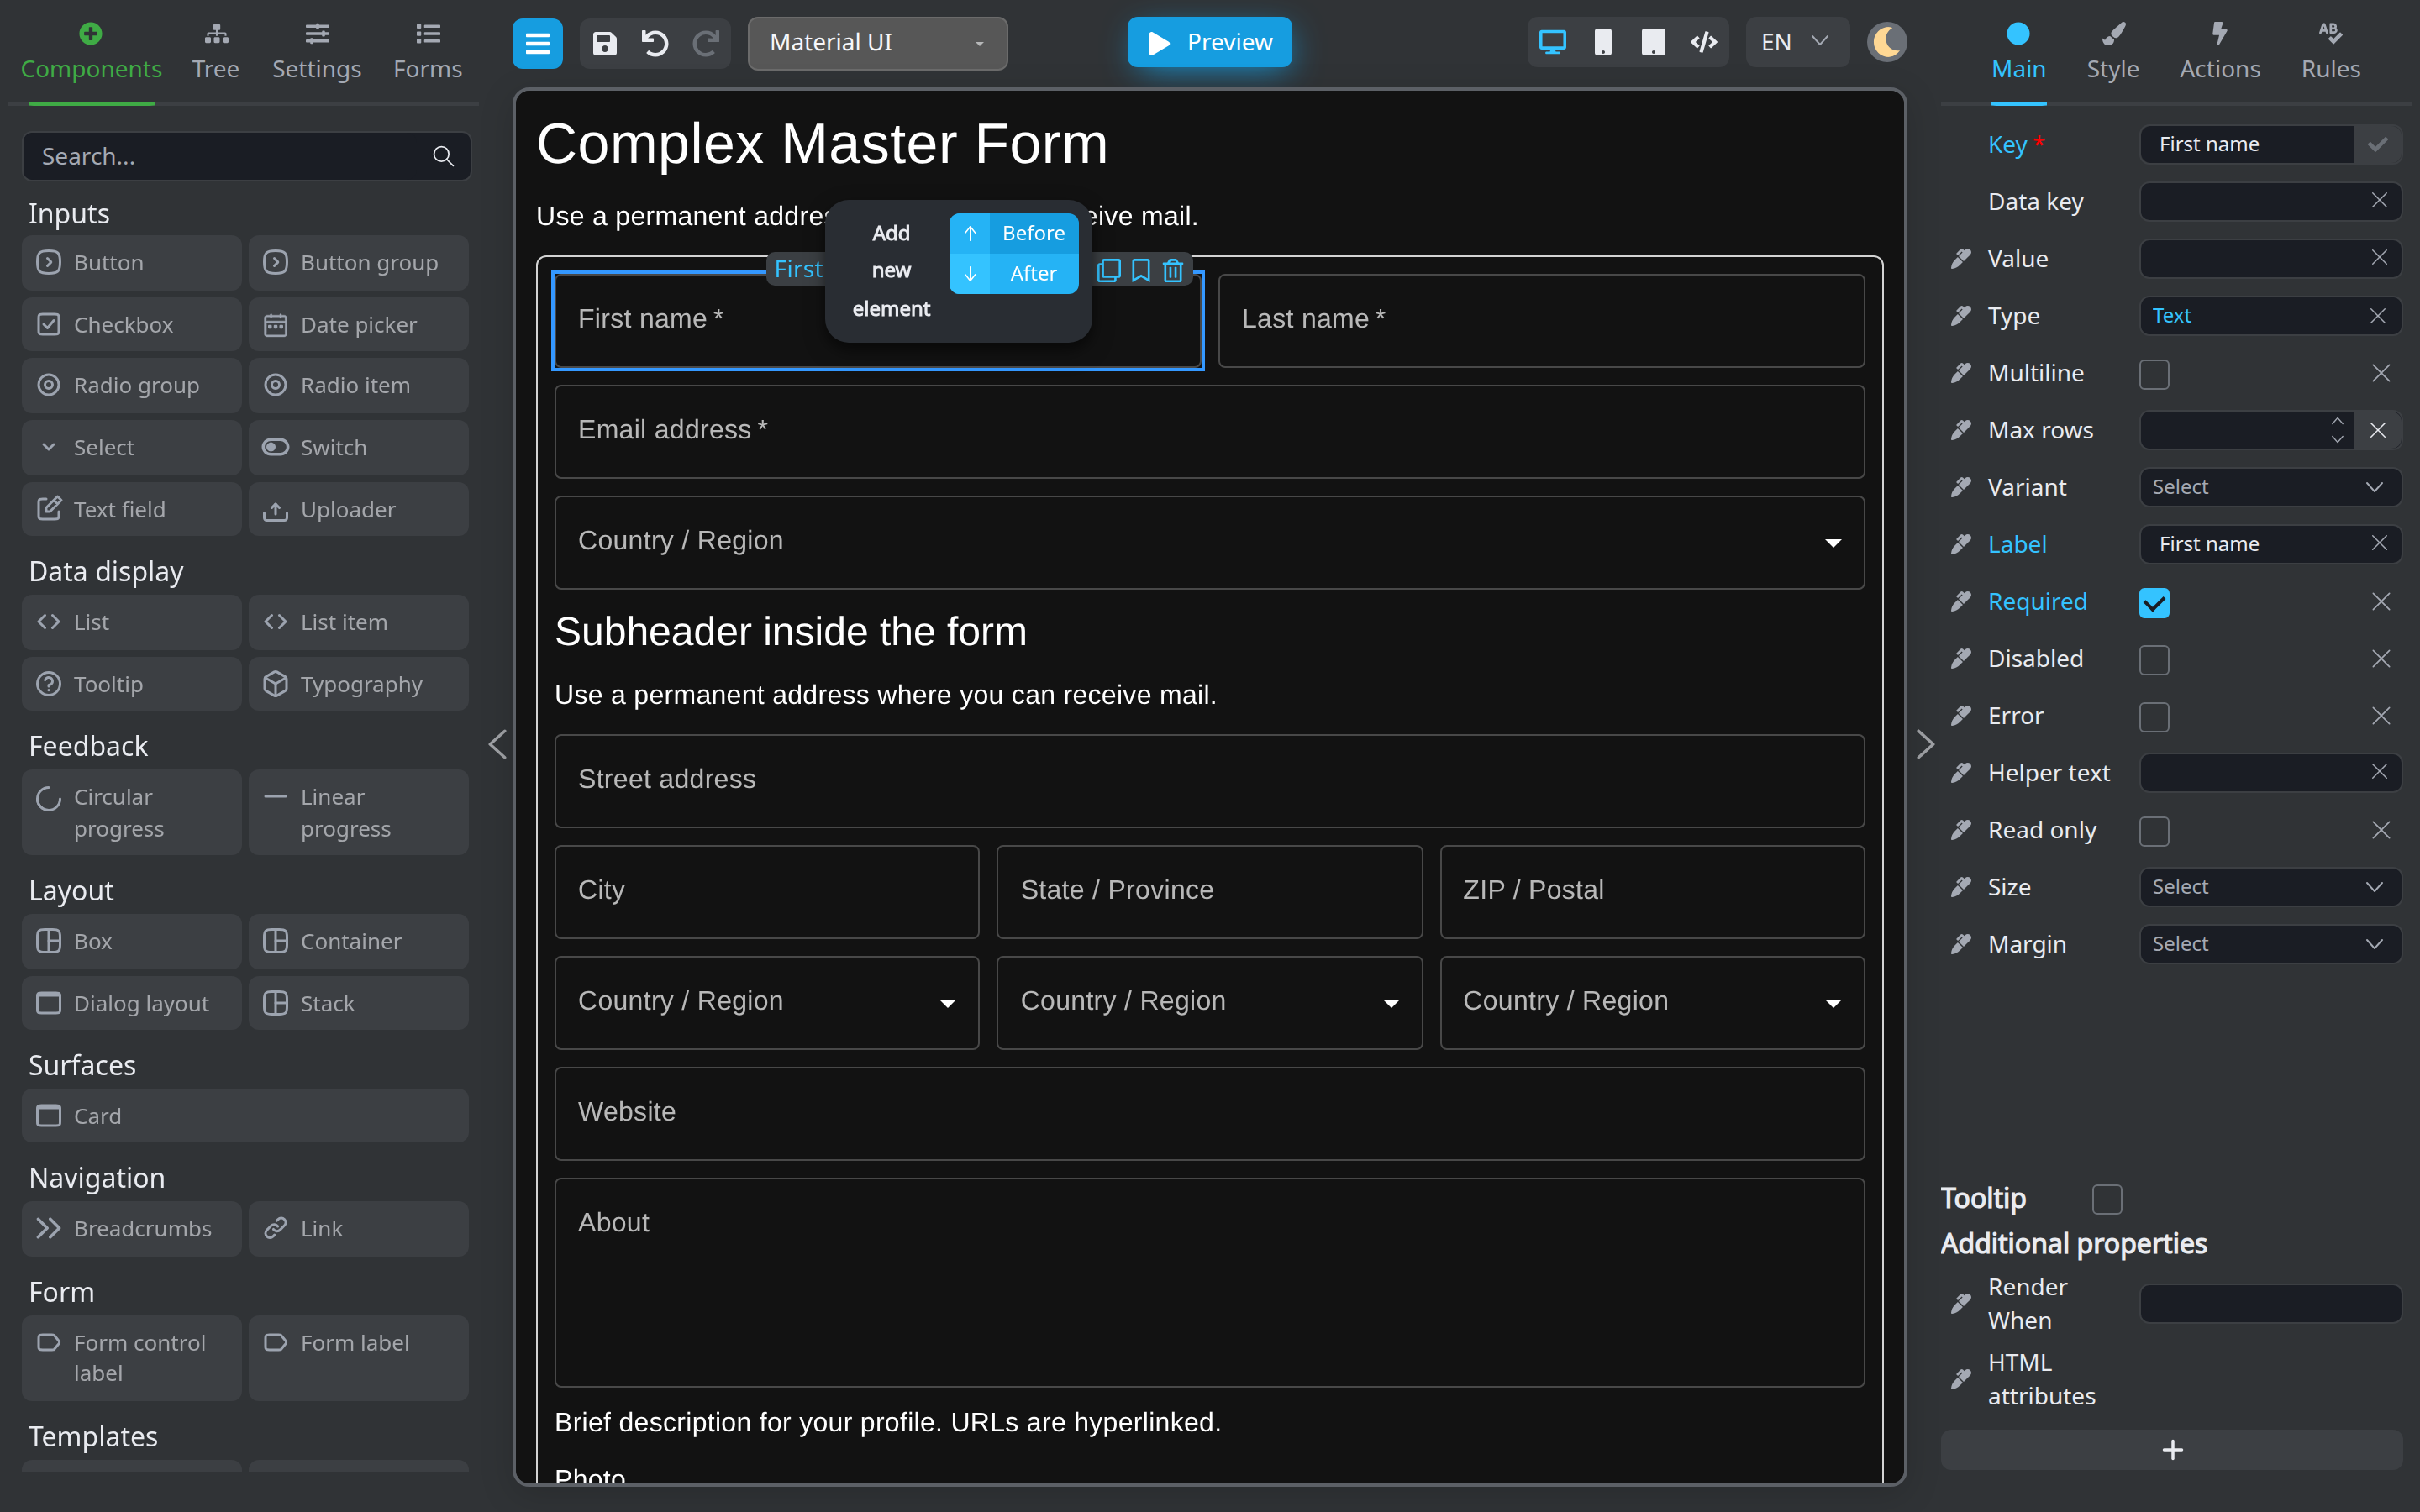 Components Tree Settings Forms
Material UI
Preview
EN
Main Style Actions Rules
Search...
Inputs
Button Button group
Checkbox Date picker
Radio group Radio item
Select Switch
Text field Uploader
Data display
List List item
Tooltip Typography
Feedback
Circular progress
Linear progress
Layout
Box Container
Dialog layout Stack
Surfaces
Card
Navigation
Breadcrumbs Link
Form
Form control label
Form label
Templates
Complex Master Form
Use a permanent addres eive mail.
First
Add
new
element
Before
After
First name *
Last name *
Email address *
Country / Region
Subheader inside the form
Use a permanent address where you can receive mail.
Street address
City State / Province ZIP / Postal
Country / Region Country / Region Country / Region
Website
About
Brief description for your profile. URLs are hyperlinked.
Photo
Key * First name
Data key
Value
Type Text
Multiline
Max rows
Variant Select
Label First name
Required
Disabled
Error
Helper text
Read only
Size Select
Margin Select
Tooltip
Additional properties
Render
When
HTML
attributes